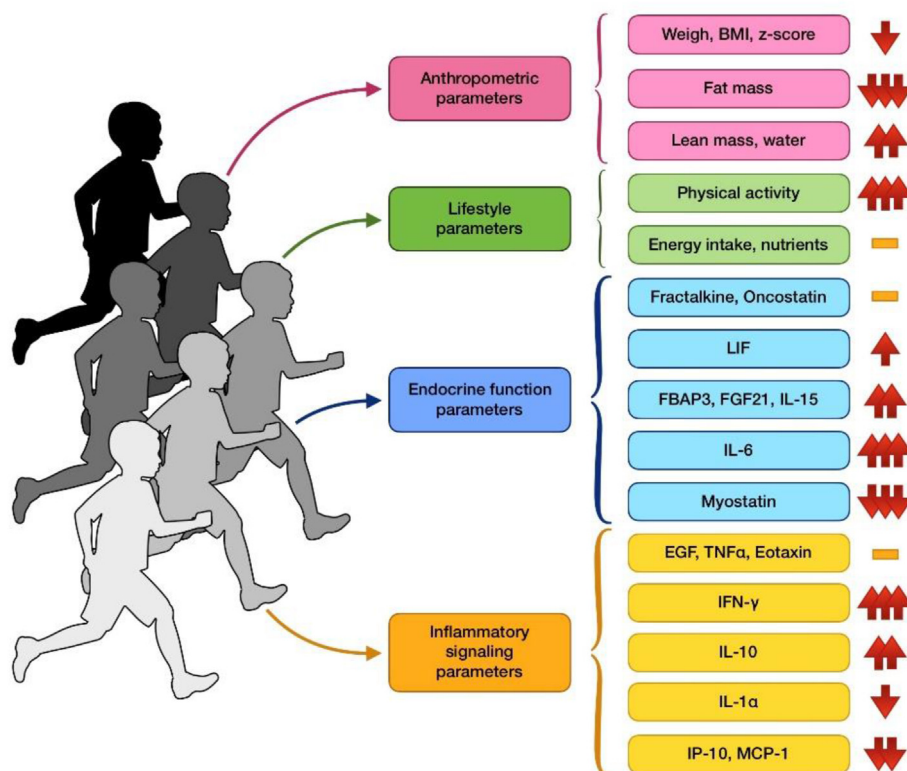 Anthropometric
parameters
Weigh, BMI, z-score
Fat mass
Lean mass, water
Lifestyle
parameters
Physical activity
Energy intake, nutrients
Endocrine function
parameters
Fractalkine, Oncostatin
LIF
FBAP3, FGF21, IL-15
IL-6
Myostatin
Inflammatory
signaling
parameters
EGF, TNFα, Eotaxin
IFN-γ
IL-10
IL-1α
IP-10, MCP-1